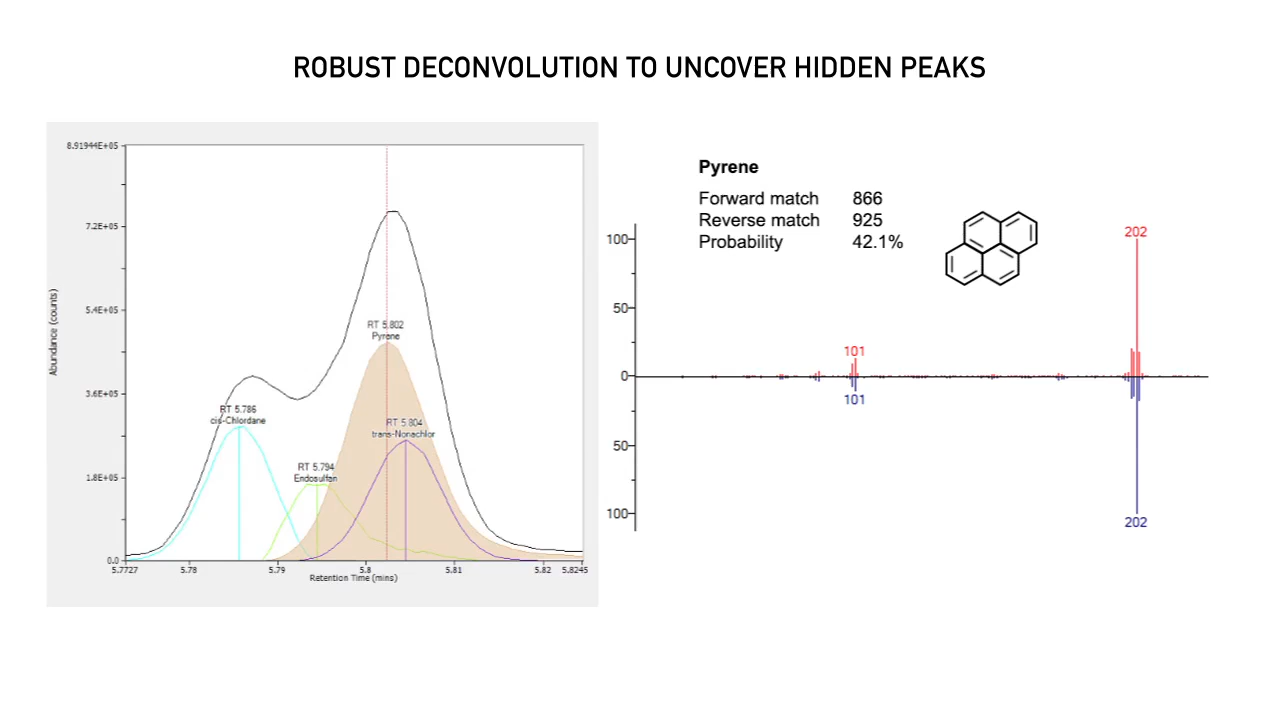 ROBUST DECONVOLUTION TO UNCOVER HIDDEN PEAKS
8.91944E+05
7.2E+05
5.4E+05
3.6E+05
1.8E+05
0.0
Abundance (counts)
RT 5.802
Pyrene
RT 5.786
cis-Chlordane
RT 5.804
trans-Nonachlor
RT 5.794
Endosulfan
5.7727
5.78
5.79
5.8
5.81
5.82
5.8245
Retention Time (mins)
Pyrene
Forward match 866
Reverse match 925
Probability 42.1%
100
50
0
50
100
202
101
101
202